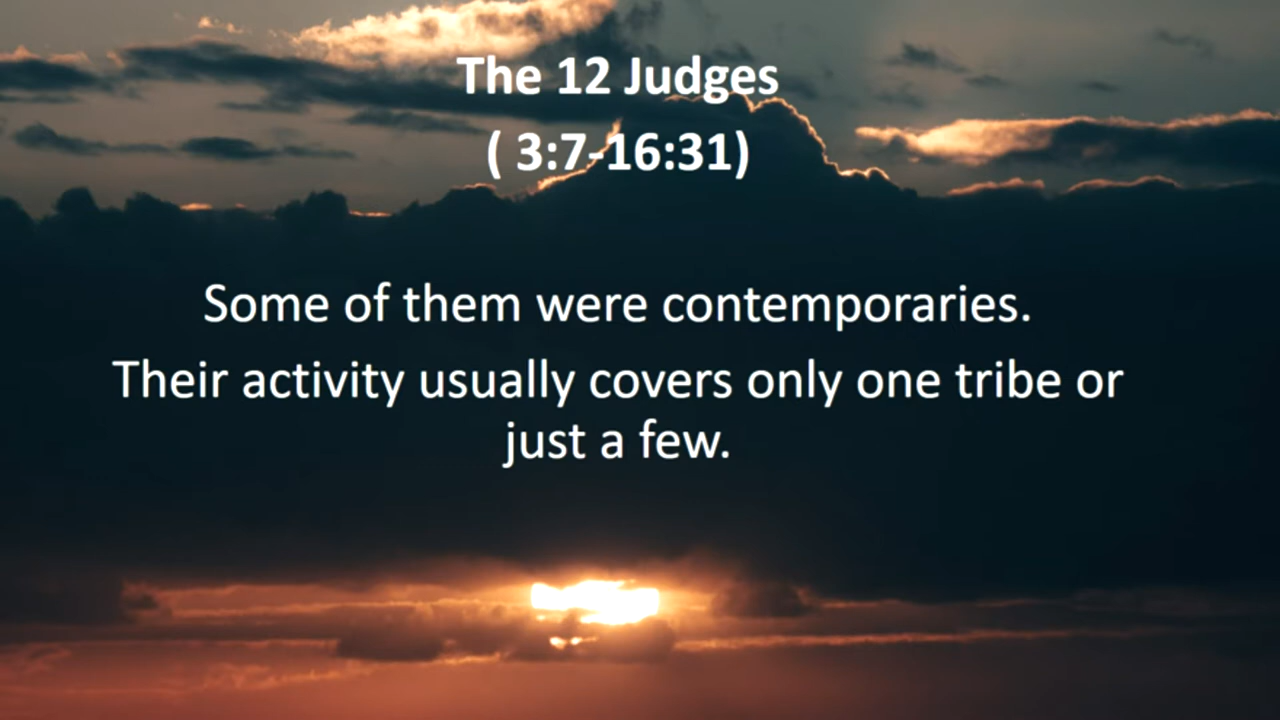 The 12 Judges
( 3:7-16:31)
Some of them were contemporaries.
Their activity usually covers only one tribe or
just a few.